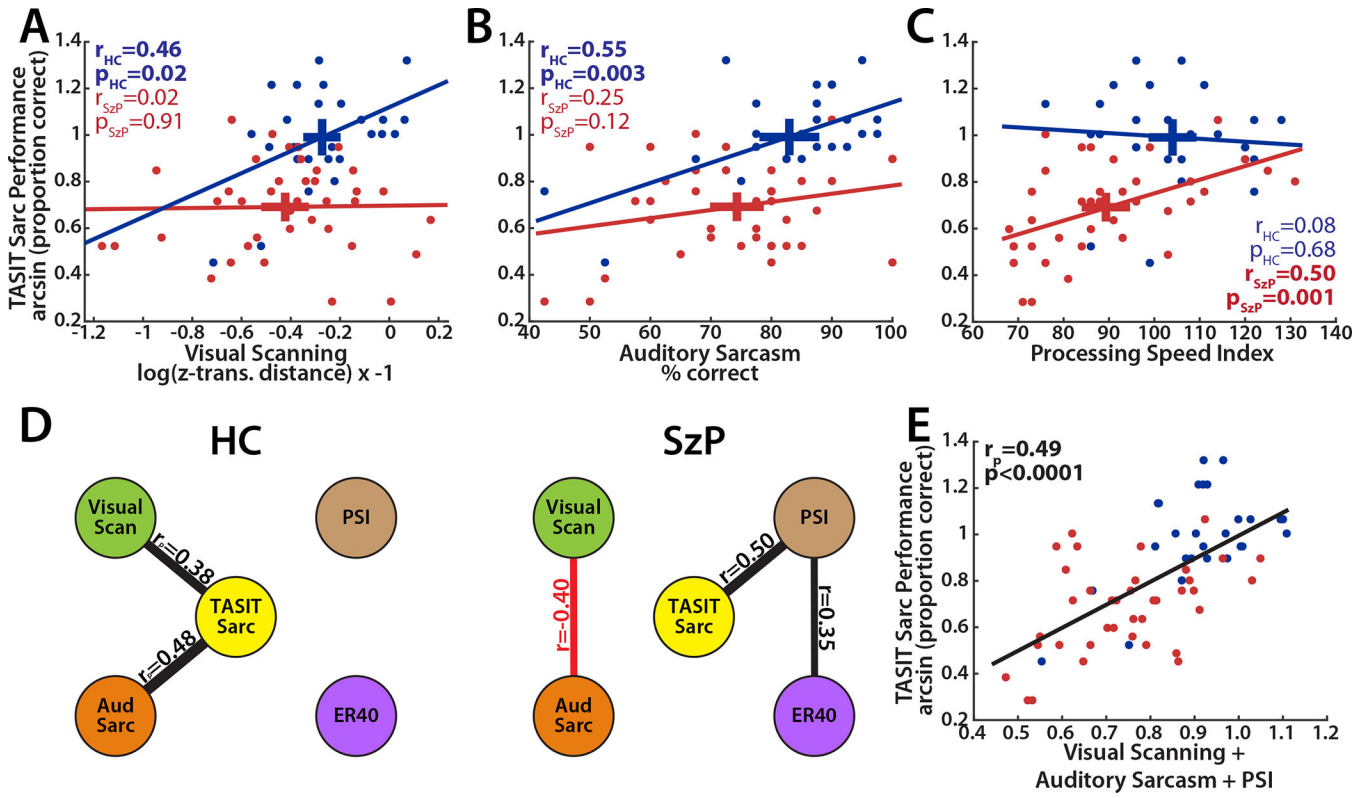 A
TASIT Sarc Performance
arcsin (proportion correct)
r_HC=0.46
p_HC=0.02
r_SzP=0.02
p_SzP=0.91
1.4
1.2
1
0.8
0.6
0.4
0.2
-1.2 -1 -0.8 -0.6 -0.4 -0.2 0 0.2
Visual Scanning
log(z-trans. distance) x -1
B
r_HC=0.55
p_HC=0.003
r_SzP=0.25
p_SzP=0.12
1.4
1.2
1
0.8
0.6
0.4
0.2
40 50 60 70 80 90 100
Auditory Sarcasm
% correct
C
1.4
1.2
1
0.8
0.6
0.4
0.2
r_HC=0.08
p_HC=0.68
r_SzP=0.50
p_SzP=0.001
60 70 80 90 100 110 120 130 140
Processing Speed Index
D
HC
Visual
Scan
PSI
r_p=0.38
TASIT
Sarc
r_p=0.48
Aud
Sarc
ER40
SzP
Visual
Scan
PSI
r=0.50
r=-0.40
TASIT
Sarc
r=0.35
Aud
Sarc
ER40
E
TASIT Sarc Performance
arcsin (proportion correct)
r_p=0.49
p<0.0001
1.4
1.2
1
0.8
0.6
0.4
0.2
0.4 0.5 0.6 0.7 0.8 0.9 1.0 1.1 1.2
Visual Scanning +
Auditory Sarcasm + PSI